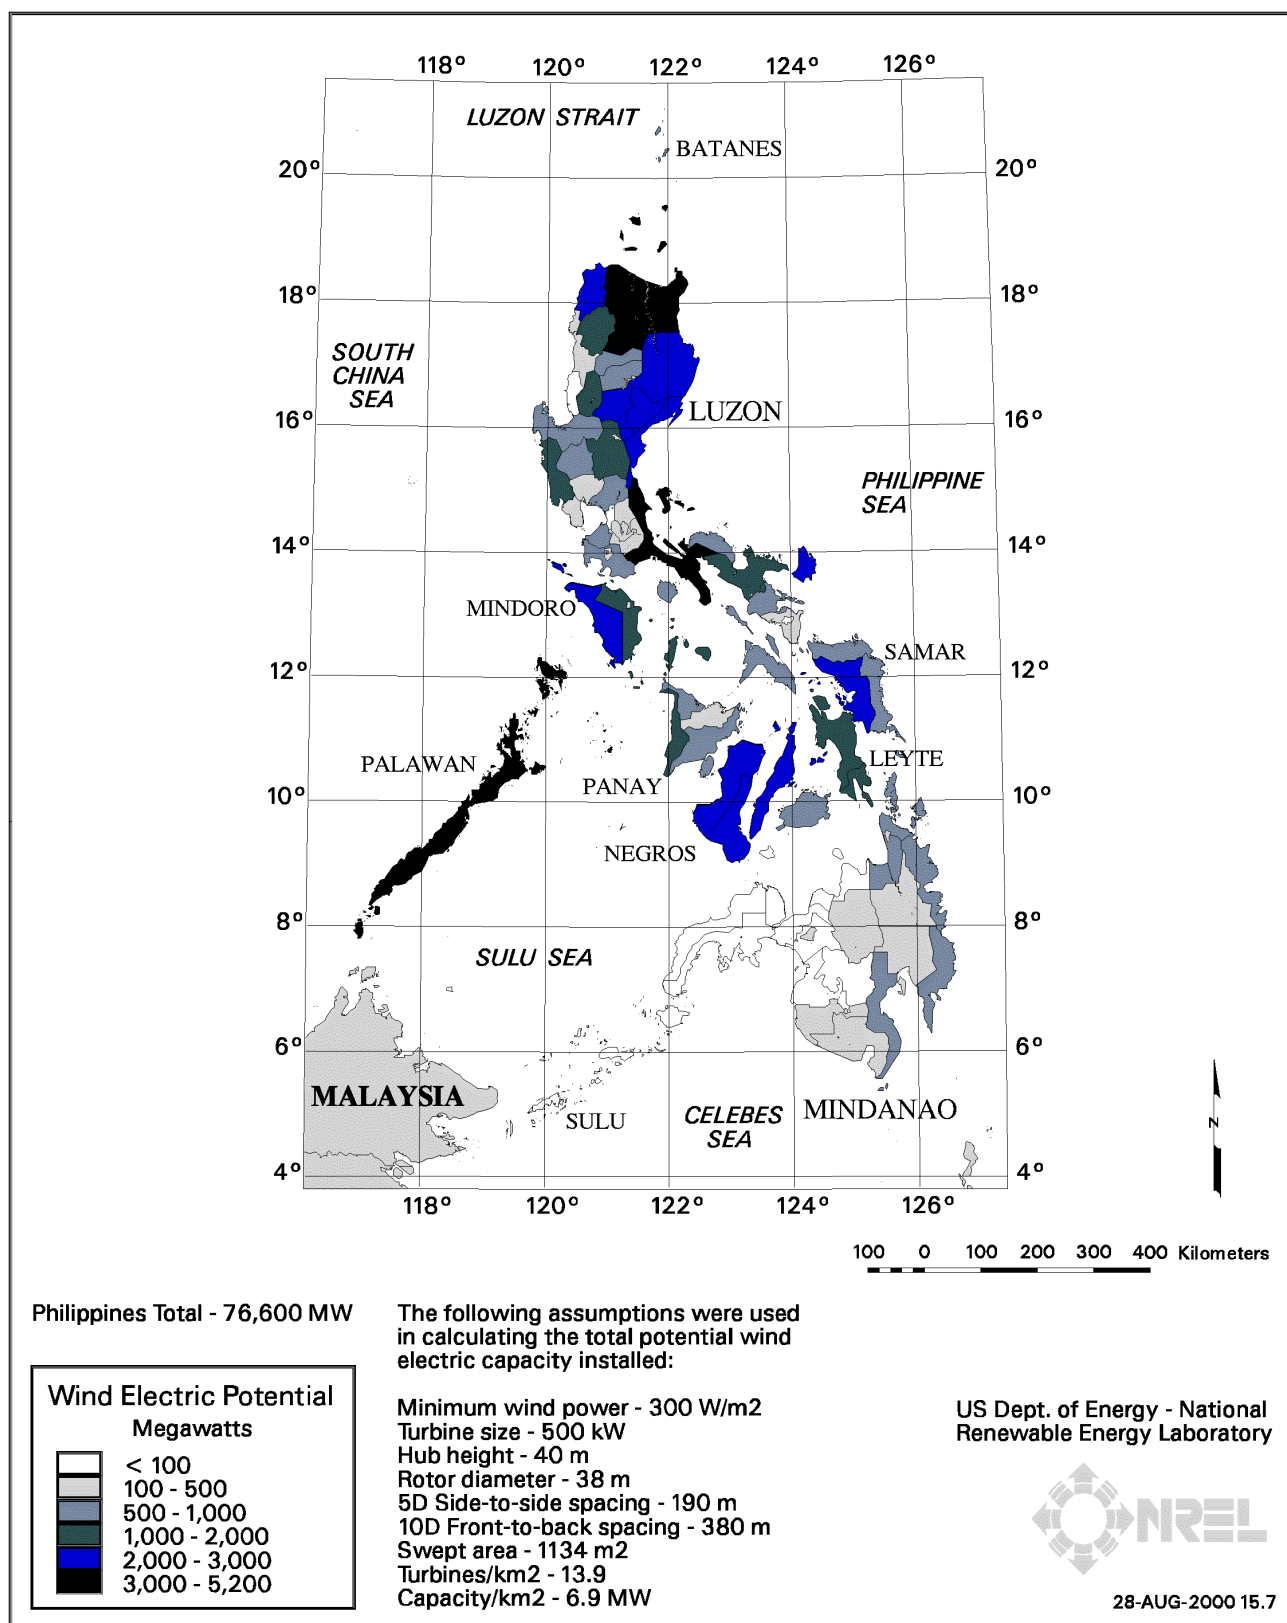 118° 120° 122° 124° 126°
LUZON STRAIT
BATANES
20° 20°
18° 18°
SOUTH
CHINA
SEA
LUZON
16° 16°
PHILIPPINE
SEA
14° 14°
MINDORO
SAMAR
12° 12°
PALAWAN
LEYTE
PANAY
10° 10°
NEGROS
8° 8°
SULU SEA
6° 6°
MALAYSIA
SULU
CELEBES
SEA
MINDANAO
N
4° 4°
118° 120° 122° 124° 126°
100 0 100 200 300 400 Kilometers
Philippines Total - 76,600 MW
Wind Electric Potential
Megawatts
< 100
100 - 500
500 - 1,000
1,000 - 2,000
2,000 - 3,000
3,000 - 5,200
The following assumptions were used
in calculating the total potential wind
electric capacity installed:
Minimum wind power - 300 W/m2
Turbine size - 500 kW
Hub height - 40 m
Rotor diameter - 38 m
5D Side-to-side spacing - 190 m
10D Front-to-back spacing - 380 m
Swept area - 1134 m2
Turbines/km2 - 13.9
Capacity/km2 - 6.9 MW
US Dept. of Energy - National
Renewable Energy Laboratory
NREL
28-AUG-2000 15.7